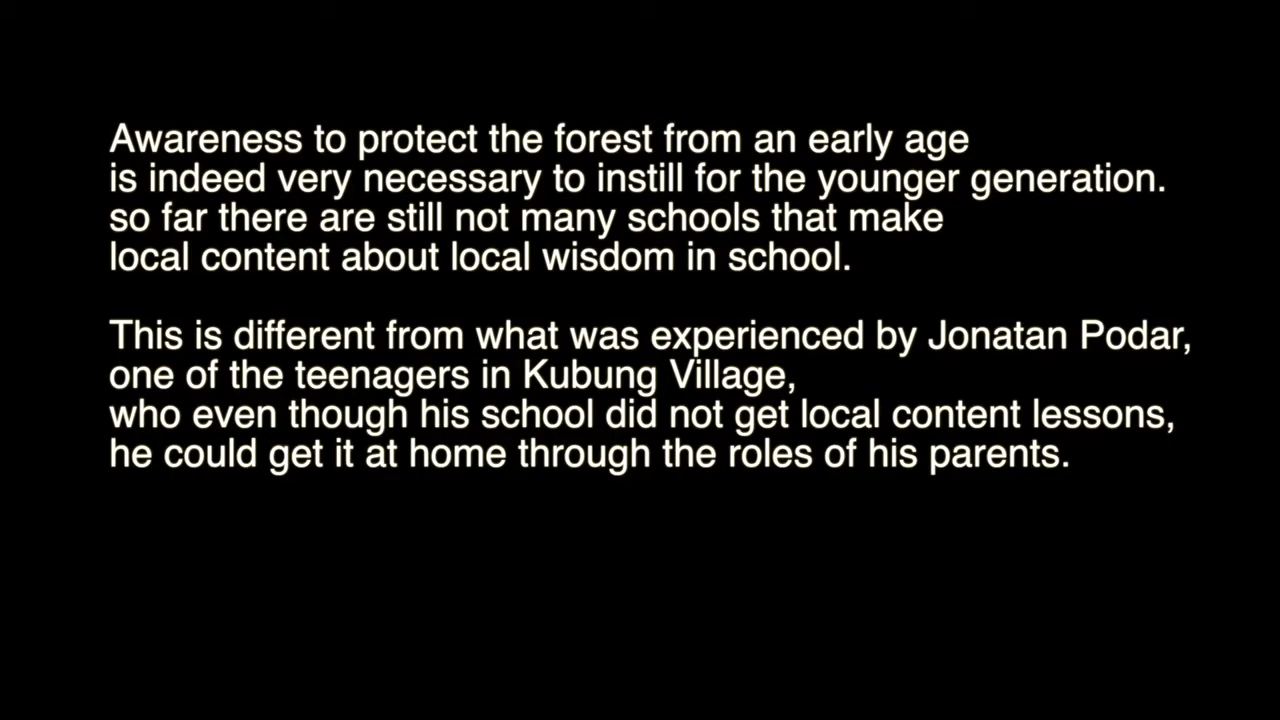 Awareness to protect the forest from an early age
is indeed very necessary to instill for the younger generation.
so far there are still not many schools that make
local content about local wisdom in school.
This is different from what was experienced by Jonatan Podar,
one of the teenagers in Kubung Village,
who even though his school did not get local content lessons,
he could get it at home through the roles of his parents.